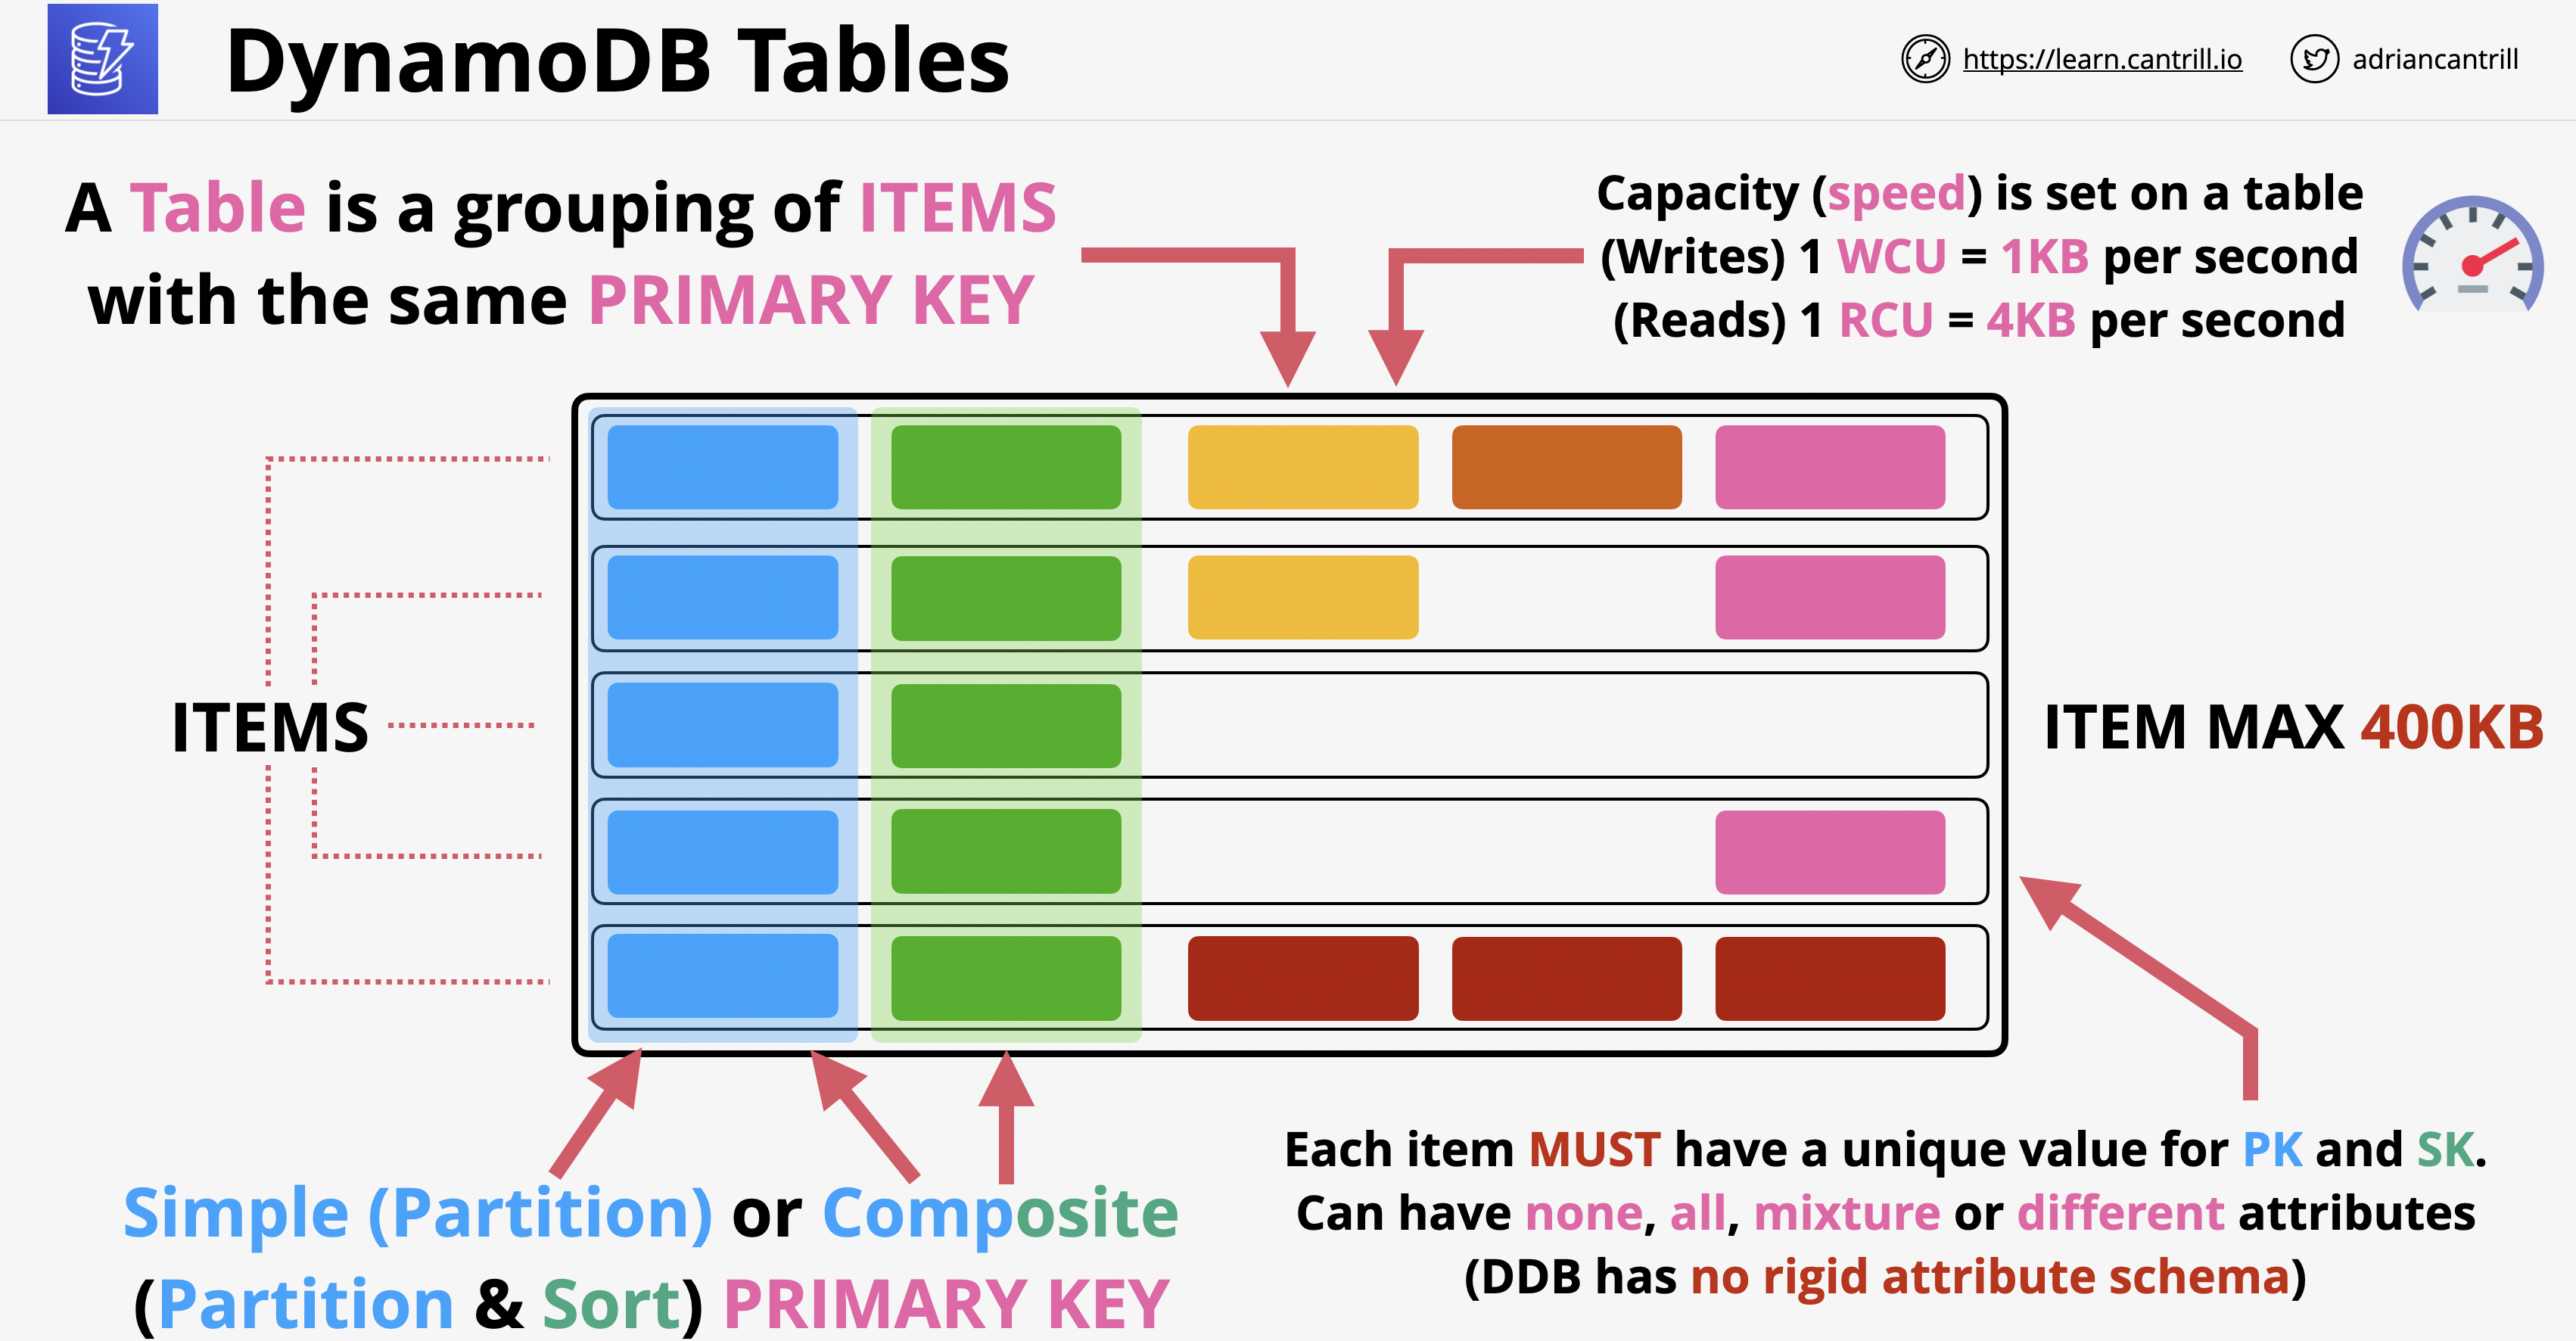 DynamoDB Tables
https://learn.cantrill.io
adriancantrill
A Table is a grouping of ITEMS
with the same PRIMARY KEY
Capacity (speed) is set on a table
(Writes) 1 WCU = 1KB per second
(Reads) 1 RCU = 4KB per second
ITEMS
ITEM MAX 400KB
Simple (Partition) or Composite
(Partition & Sort) PRIMARY KEY
Each item MUST have a unique value for PK and SK.
Can have none, all, mixture or different attributes
(DDB has no rigid attribute schema)